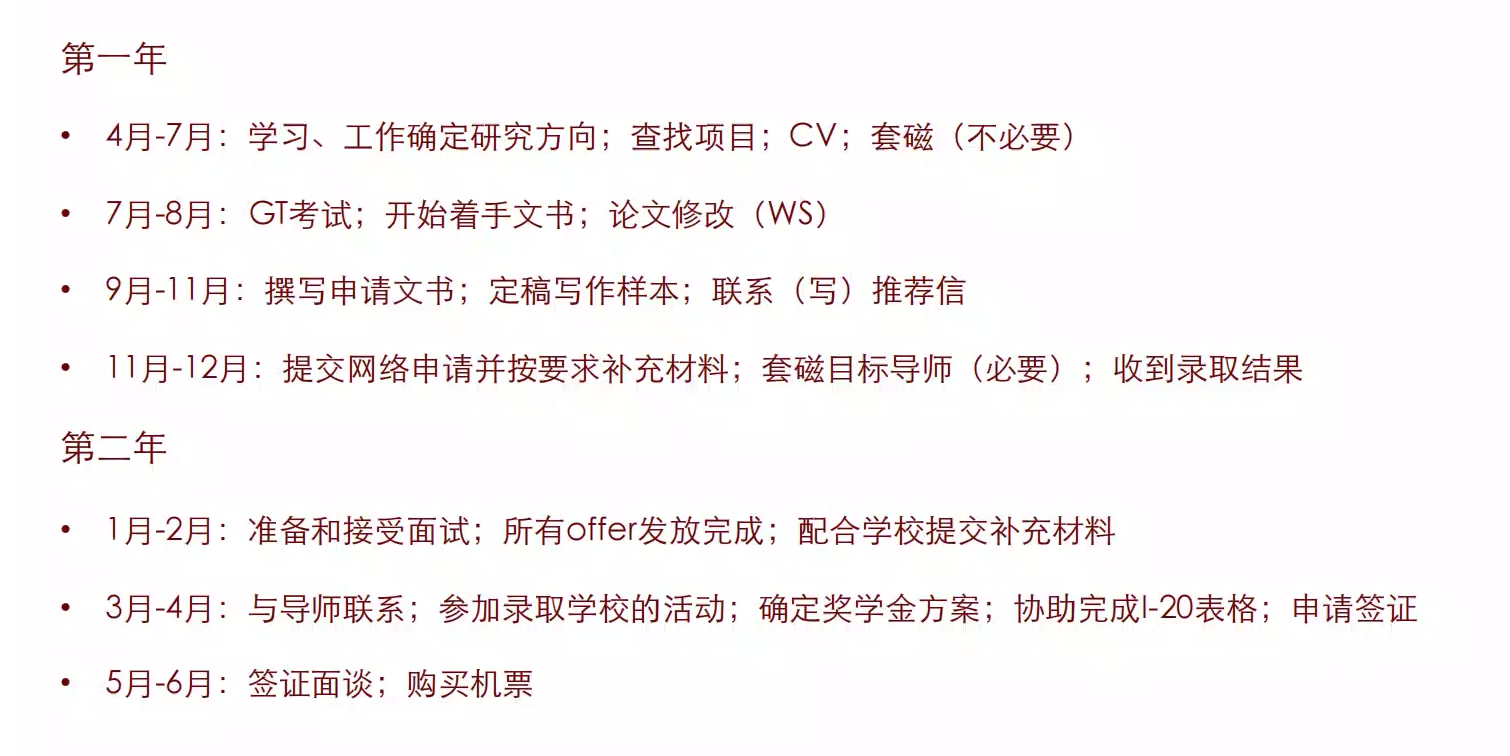 第一年
• 4月-7月：学习、工作确定研究方向；查找项目；CV；套磁（不必要）
• 7月-8月：GT考试；开始着手文书；论文修改（WS）
• 9月-11月：撰写申请文书；定稿写作样本；联系（写）推荐信
• 11月-12月：提交网络申请并按要求补充材料；套磁目标导师（必要）；收到录取结果
第二年
• 1月-2月：准备和接受面试；所有offer发放完成；配合学校提交补充材料
• 3月-4月：与导师联系；参加录取学校的活动；确定奖学金方案；协助完成I-20表格；申请签证
• 5月-6月：签证面谈；购买机票